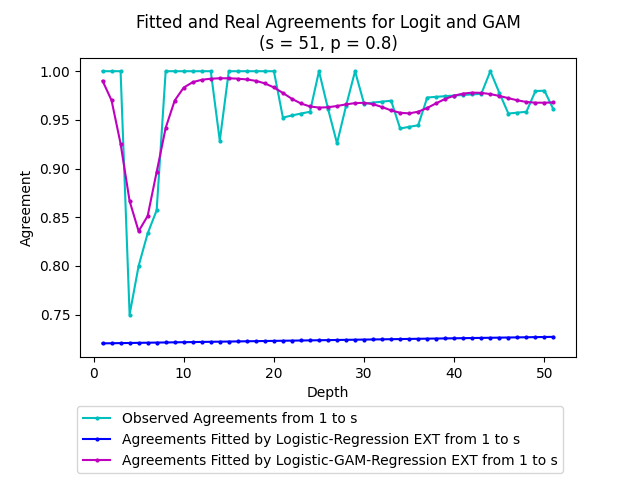 Fitted and Real Agreements for Logit and GAM
(s = 51, p = 0.8)
1.00
0.95
0.90
0.85
0.80
0.75
Agreement
0
10
20
30
40
50
Depth
Observed Agreements from 1 to s
Agreements Fitted by Logistic-Regression EXT from 1 to s
Agreements Fitted by Logistic-GAM-Regression EXT from 1 to s